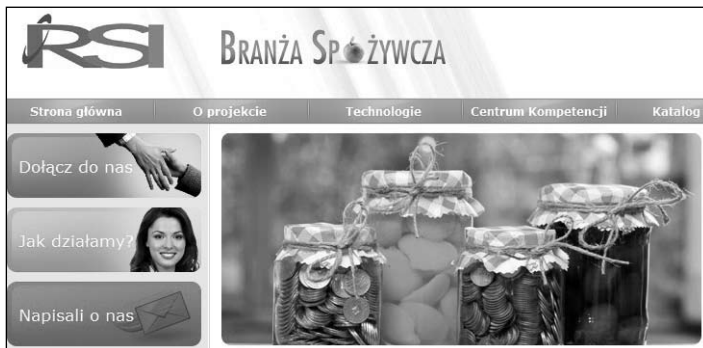 RSI
BRANŻA SPOŻYWCZA
Strona główna O projekcie Technologie Centrum Kompetencji Katalog
Dołącz do nas
Jak działamy?
Napisali o nas